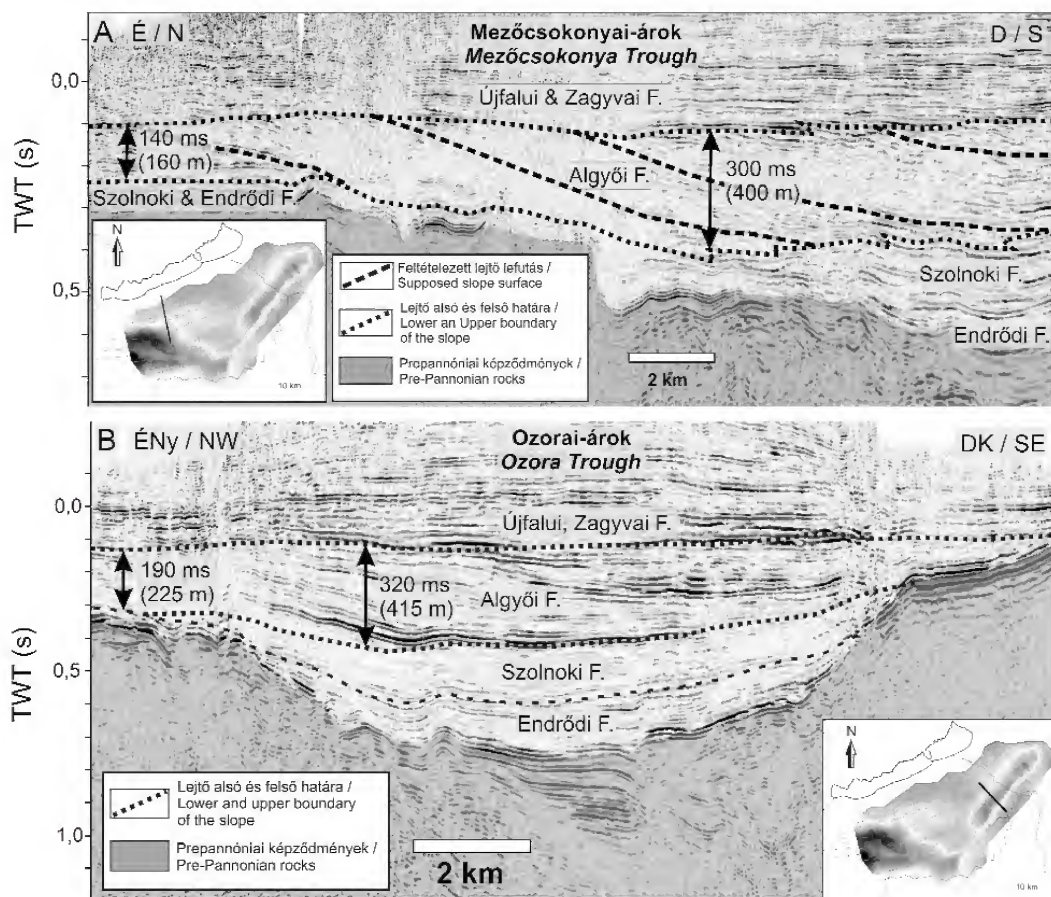 A É / N
Mezőcsokonyai-árok
Mezőcsokonya Trough
D / S
Újfalui & Zagyvai F.
0,0
140 ms
(160 m)
Algyői F.
300 ms
(400 m)
TWT (s)
Szolnoki & Endrődi F.
Szolnoki F.
Endrődi F.
0,5
N
10 km
Feltételezett lejtő lefutás /
Supposed slope surface
Lejtő alsó és felső határa /
Lower an Upper boundary
of the slope
Prepannóniai képződmények /
Pre-Pannonian rocks
2 km
B ÉNy / NW
Ozorai-árok
Ozora Trough
DK / SE
0,0
Újfalui, Zagyvai F.
190 ms
(225 m)
320 ms
(415 m)
Algyői F.
TWT (s)
0,5
Szolnoki F.
Endrődi F.
1,0
Lejtő alsó és felső határa /
Lower and upper boundary
of the slope
Prepannóniai képződmények /
Pre-Pannonian rocks
2 km
N
10 km